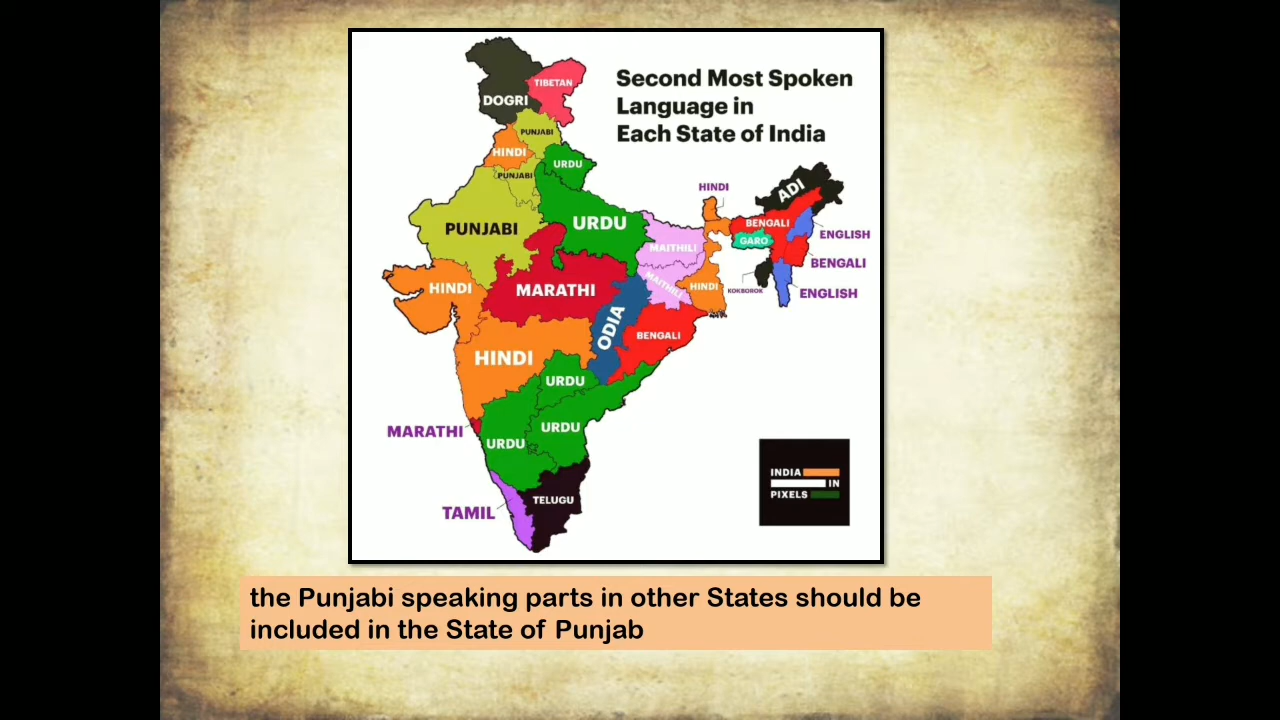 Second Most Spoken
Language in
Each State of India
TIBETAN
DOGRI
PUNJABI
HINDI
PUNJABI
URDU
PUNJABI
URDU
HINDI
ADI
BENGALI
GARO
ENGLISH
BENGALI
ENGLISH
KOKBOROK
MAITHILI
MAITHILI
HINDI
HINDI
MARATHI
ODIA
BENGALI
HINDI
URDU
URDU
URDU
MARATHI
TELUGU
TAMIL
INDIA
IN
PIXELS
the Punjabi speaking parts in other States should be
included in the State of Punjab